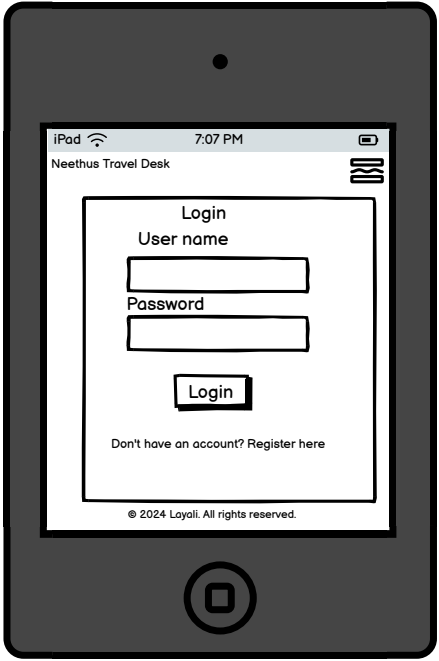 iPad 7:07 PM
Neethus Travel Desk
Login
User name
Password
Login
Don't have an account? Register here
© 2024 Layali. All rights reserved.